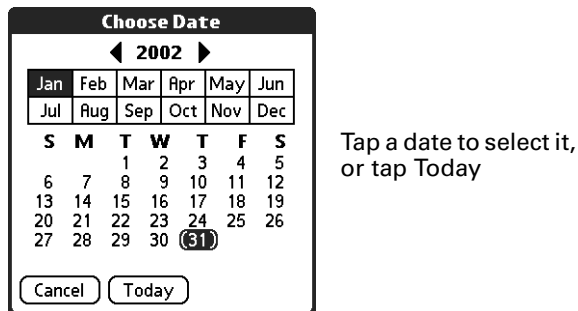 Choose Date
2002
Jan Feb Mar Apr May Jun
Jul Aug Sep Oct Nov Dec
S M T W T F S
1 2 3 4 5
6 7 8 9 10 11 12
13 14 15 16 17 18 19
20 21 22 23 24 25 26
27 28 29 30 31
Cancel Today
Tap a date to select it,
or tap Today